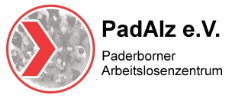 PadAlz e.V.
Paderborner
Arbeitslosenzentrum